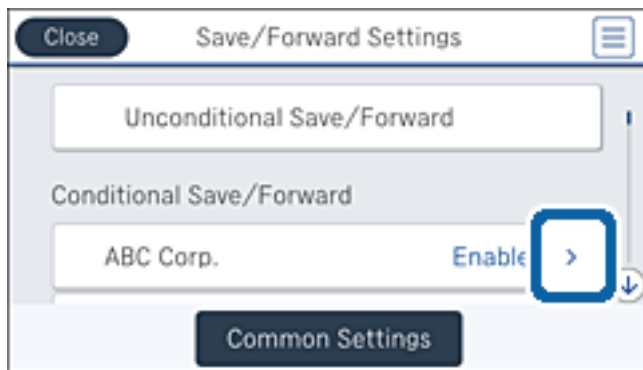 Close Save/Forward Settings
Unconditional Save/Forward
Conditional Save/Forward
ABC Corp. Enable >
Common Settings